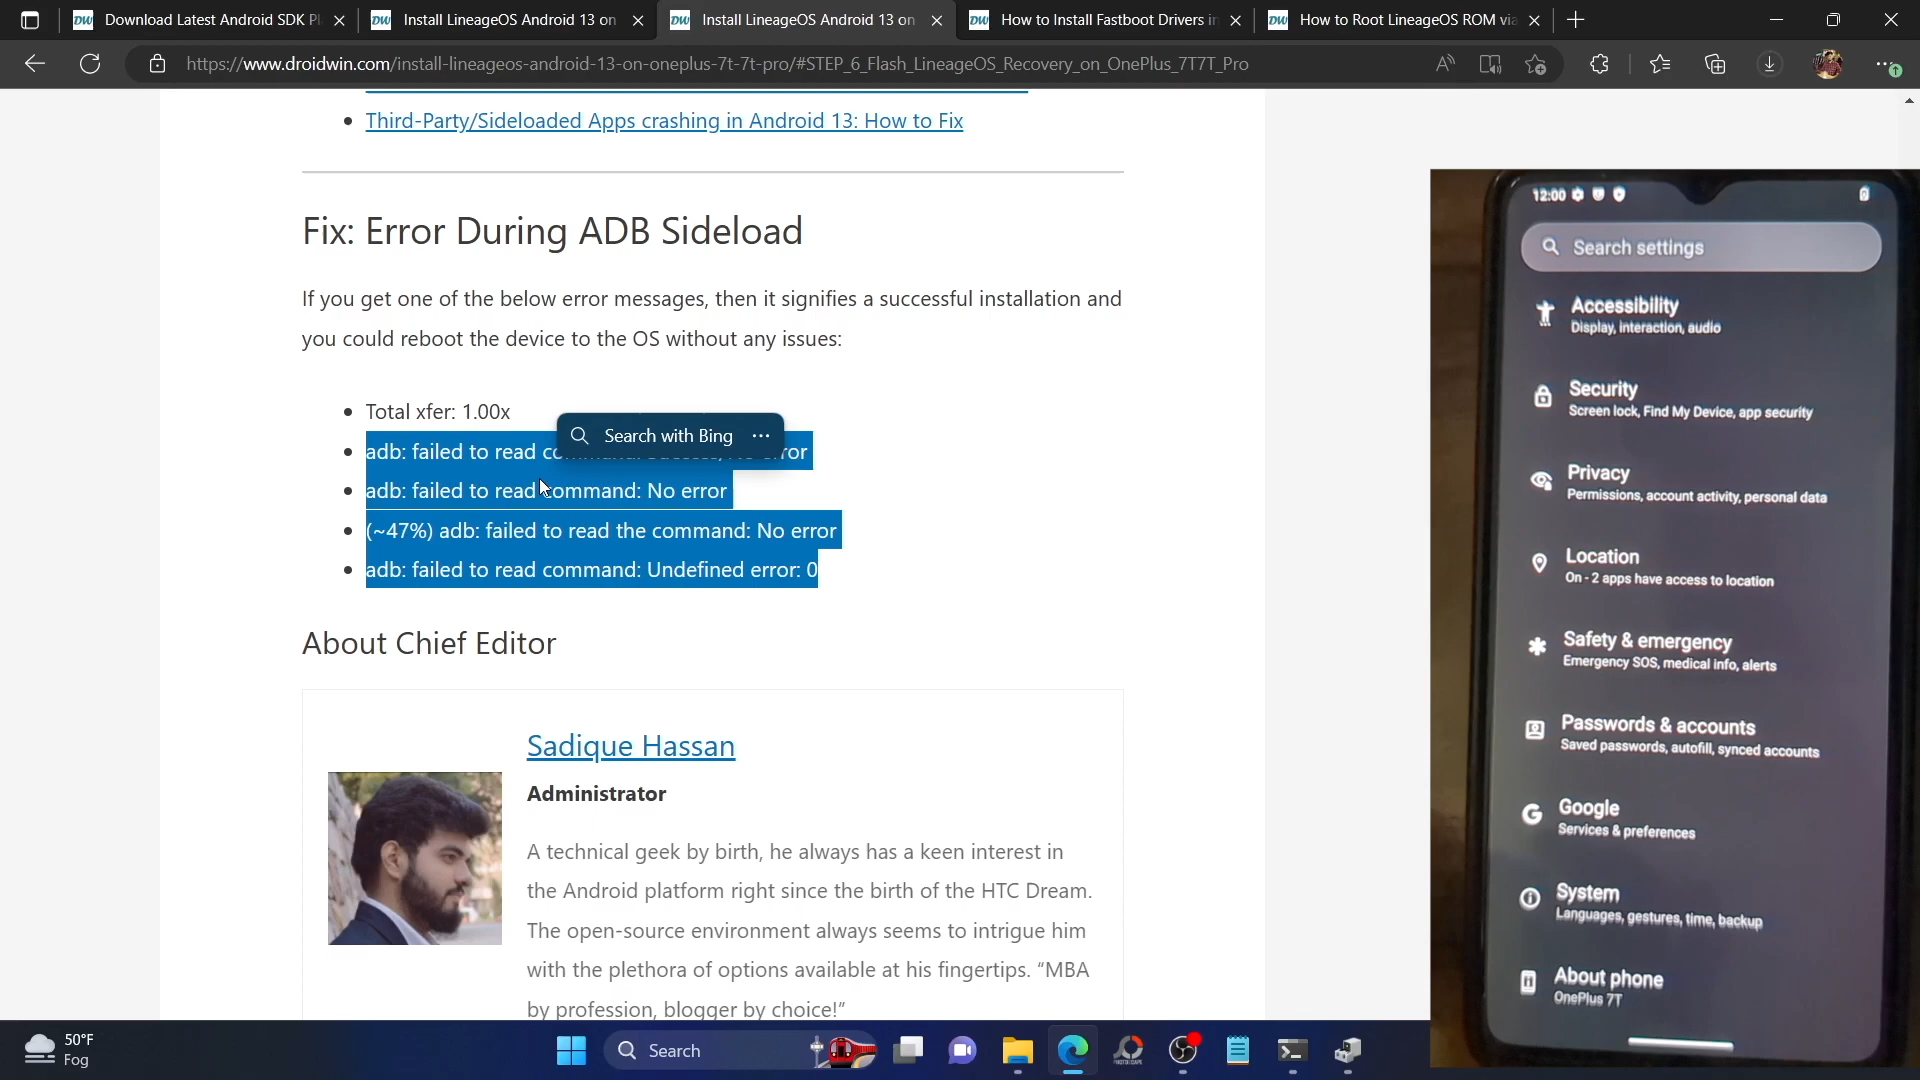 Download Latest Android SDK Pl
Install LineageOS Android 13 on
Install LineageOS Android 13 on
How to Install Fastboot Drivers in
How to Root LineageOS ROM via
https://www.droidwin.com/install-lineageos-android-13-on-oneplus-7t-7t-pro/#STEP_6_Flash_LineageOS_Recovery_on_OnePlus_7T7T_Pro
Third-Party/Sideloaded Apps crashing in Android 13: How to Fix
Fix: Error During ADB Sideload
If you get one of the below error messages, then it signifies a successful installation and
you could reboot the device to the OS without any issues:
Total xfer: 1.00x
Search with Bing
adb: failed to read
adb: failed to read command: No error
(~47%) adb: failed to read the command: No error
adb: failed to read command: Undefined error: 0
About Chief Editor
Sadique Hassan
Administrator
A technical geek by birth, he always has a keen interest in
the Android platform right since the birth of the HTC Dream.
The open-source environment always seems to intrigue him
with the plethora of options available at his fingertips. “MBA
by profession, blogger by choice!”
12:00
Search settings
Accessibility
Display, interaction, audio
Security
Screen lock, Find My Device, app security
Privacy
Permissions, account activity, personal data
Location
On - 2 apps have access to location
Safety & emergency
Emergency SOS, medical info, alerts
Passwords & accounts
Saved passwords, autofill, synced accounts
Google
Services & preferences
System
Languages, gestures, time, backup
About phone
OnePlus 7T
50°F
Fog
Search